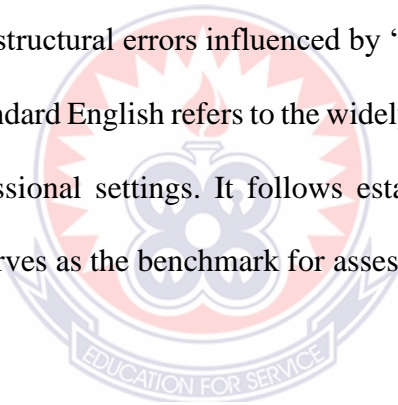 structural errors influenced by ‘
ndard English refers to the widel
ssional settings. It follows esta
rves as the benchmark for asses
EDUCATION FOR SERVICE